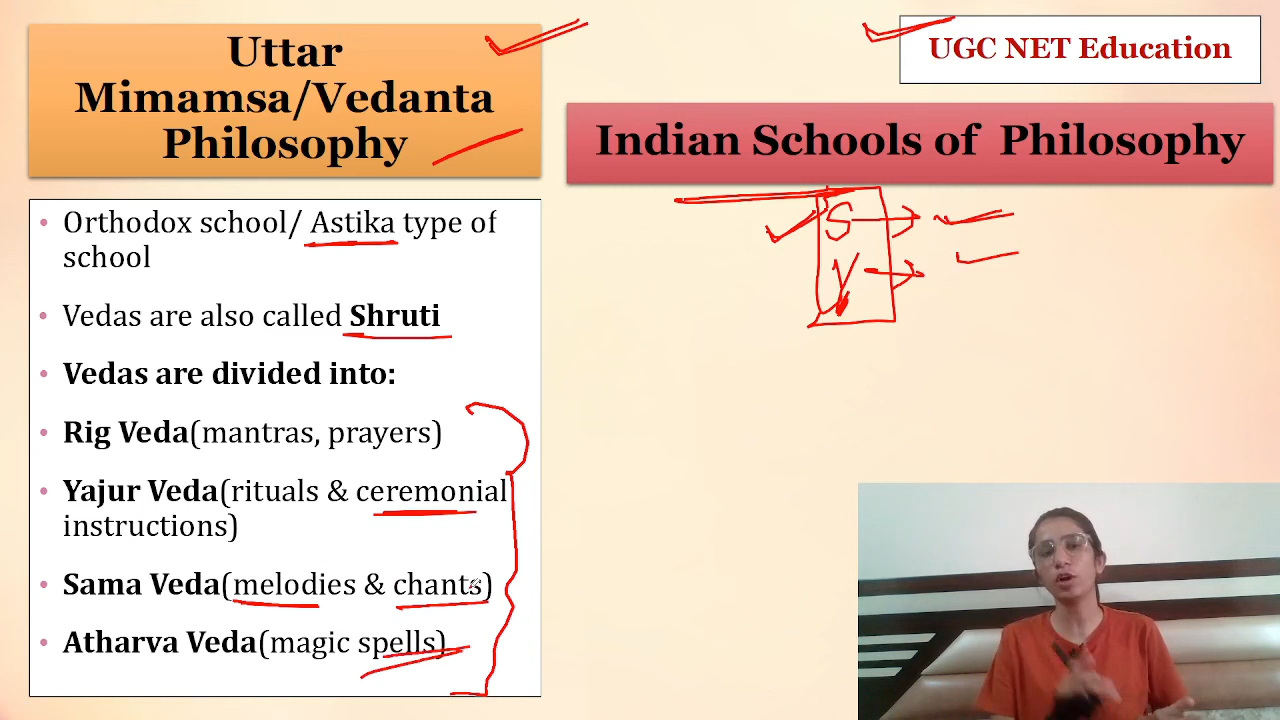 Uttar
Mimamsa/Vedanta
Philosophy
UGC NET Education
Indian Schools of Philosophy
S
V
• Orthodox school/ Astika type of
school
• Vedas are also called Shruti
• Vedas are divided into:
• Rig Veda(mantras, prayers)
• Yajur Veda(rituals & ceremonial
instructions)
• Sama Veda(melodies & chants)
• Atharva Veda(magic spells)